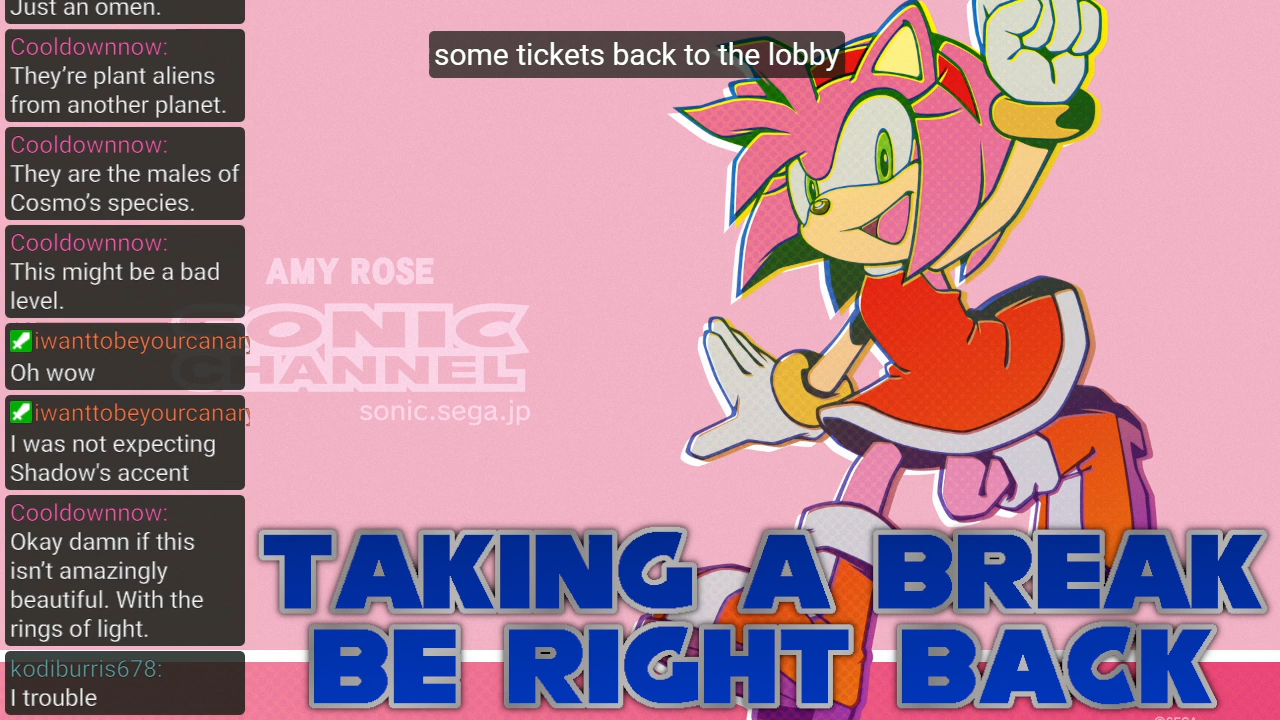 Just an omen.
Cooldownnow:
They’re plant aliens
from another planet.
Cooldownnow:
They are the males of
Cosmo’s species.
Cooldownnow:
This might be a bad
level.
iwanttobeyourcanary
Oh wow
iwanttobeyourcanary
I was not expecting
Shadow's accent
Cooldownnow:
Okay damn if this
isn’t amazingly
beautiful. With the
rings of light.
kodiburris678:
I trouble
some tickets back to the lobby
AMY ROSE
SONIC
CHANNEL
sonic.sega.jp
TAKING A BREAK
BE RIGHT BACK
©SEGA